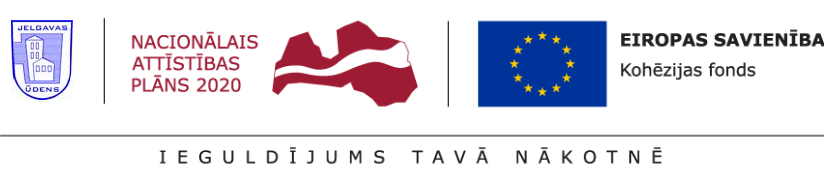 JELGAVAS
ŪDENS
NACIONĀLAIS
ATTĪSTĪBAS
PLĀNS 2020
EIROPAS SAVIENĪBA
Kohēzijas fonds
IEGULDĪJUMS TAVĀ NĀKOTNĒ